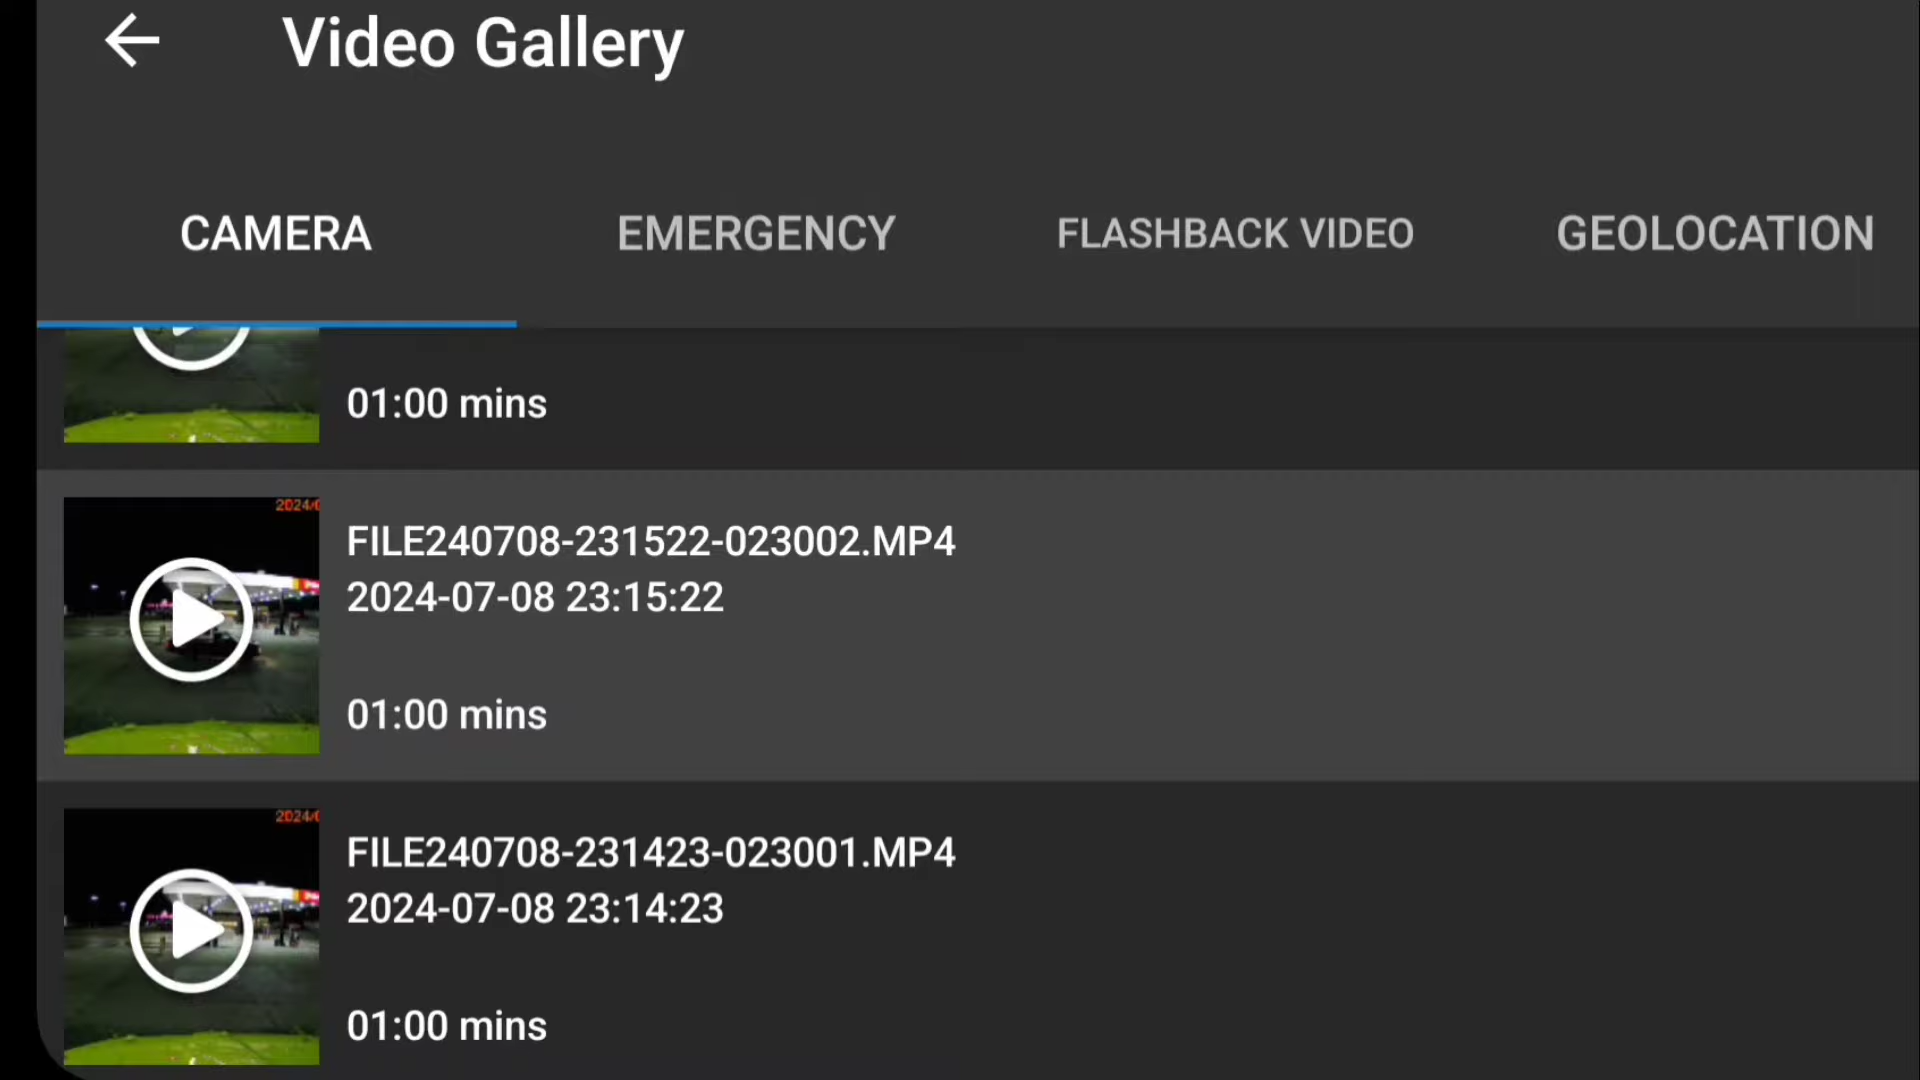 Video Gallery
CAMERA EMERGENCY FLASHBACK VIDEO GEOLOCATION
01:00 mins
FILE240708-231522-023002.MP4
2024-07-08 23:15:22
01:00 mins
FILE240708-231423-023001.MP4
2024-07-08 23:14:23
01:00 mins